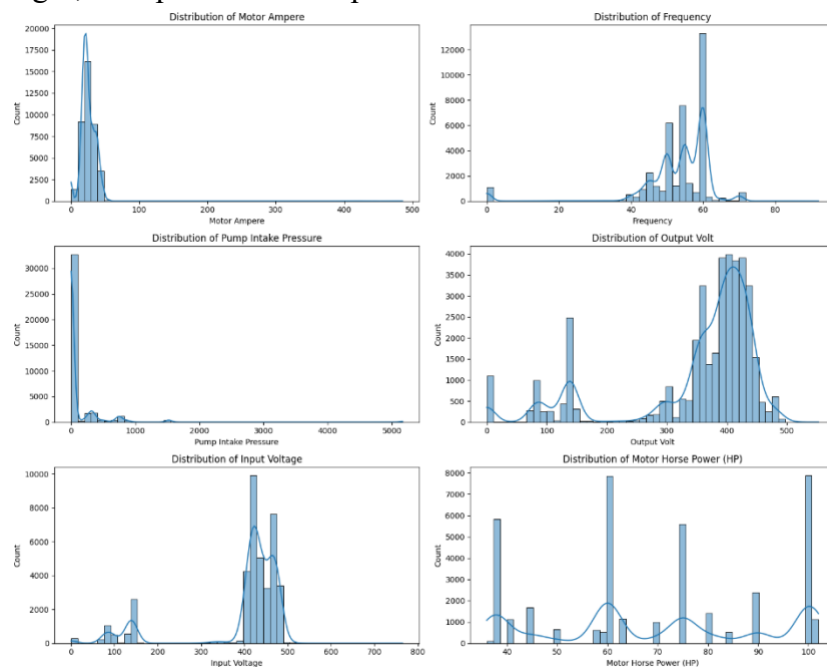 Distribution of Motor Ampere
20000
17500
15000
12500
10000
7500
5000
2500
0
Count
0 100 200 300 400 500
Motor Ampere
Distribution of Frequency
12000
10000
8000
6000
4000
2000
0
Count
0 20 40 60 80
Frequency
Distribution of Pump Intake Pressure
30000
25000
20000
15000
10000
5000
0
Count
0 1000 2000 3000 4000 5000
Pump Intake Pressure
Distribution of Output Volt
4000
3500
3000
2500
2000
1500
1000
500
0
Count
0 100 200 300 400 500
Output Volt
Distribution of Input Voltage
10000
8000
6000
4000
2000
0
Count
0 100 200 300 400 500 600 700 800
Input Voltage
Distribution of Motor Horse Power (HP)
8000
7000
6000
5000
4000
3000
2000
1000
0
Count
40 50 60 70 80 90 100
Motor Horse Power (HP)